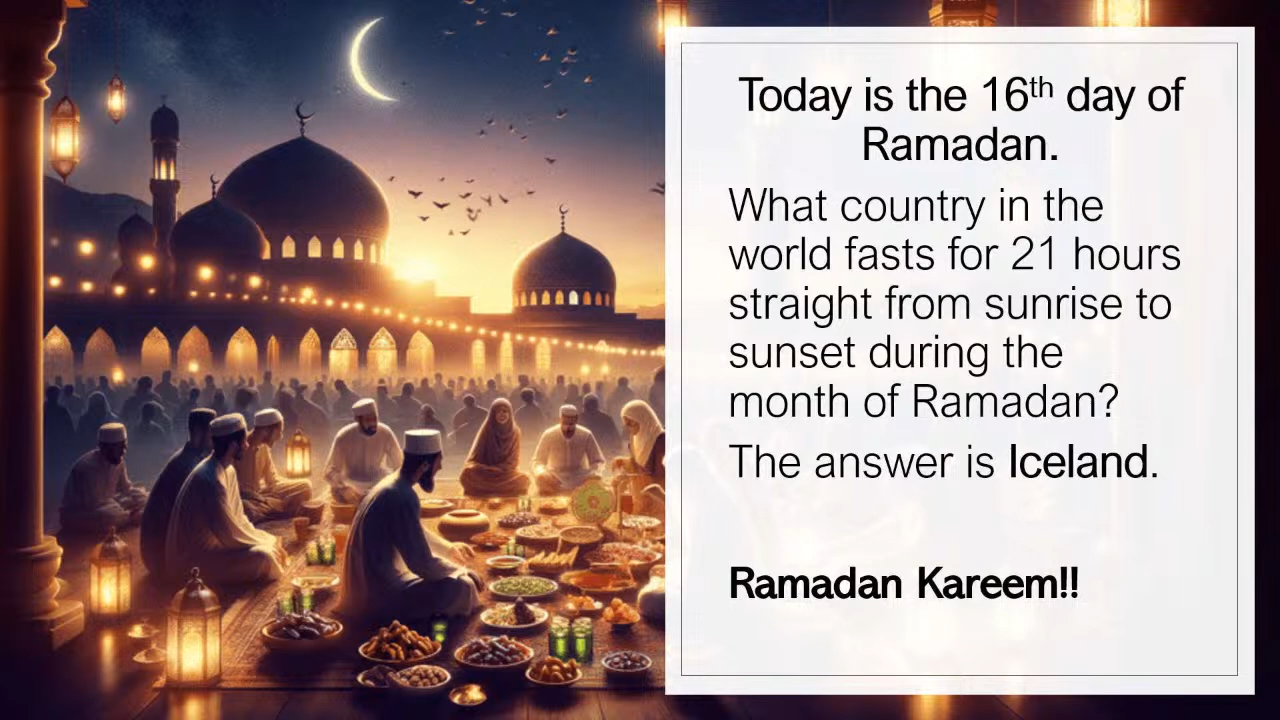 Today is the 16th day of
Ramadan.
What country in the
world fasts for 21 hours
straight from sunrise to
sunset during the
month of Ramadan?
The answer is Iceland.
Ramadan Kareem!!